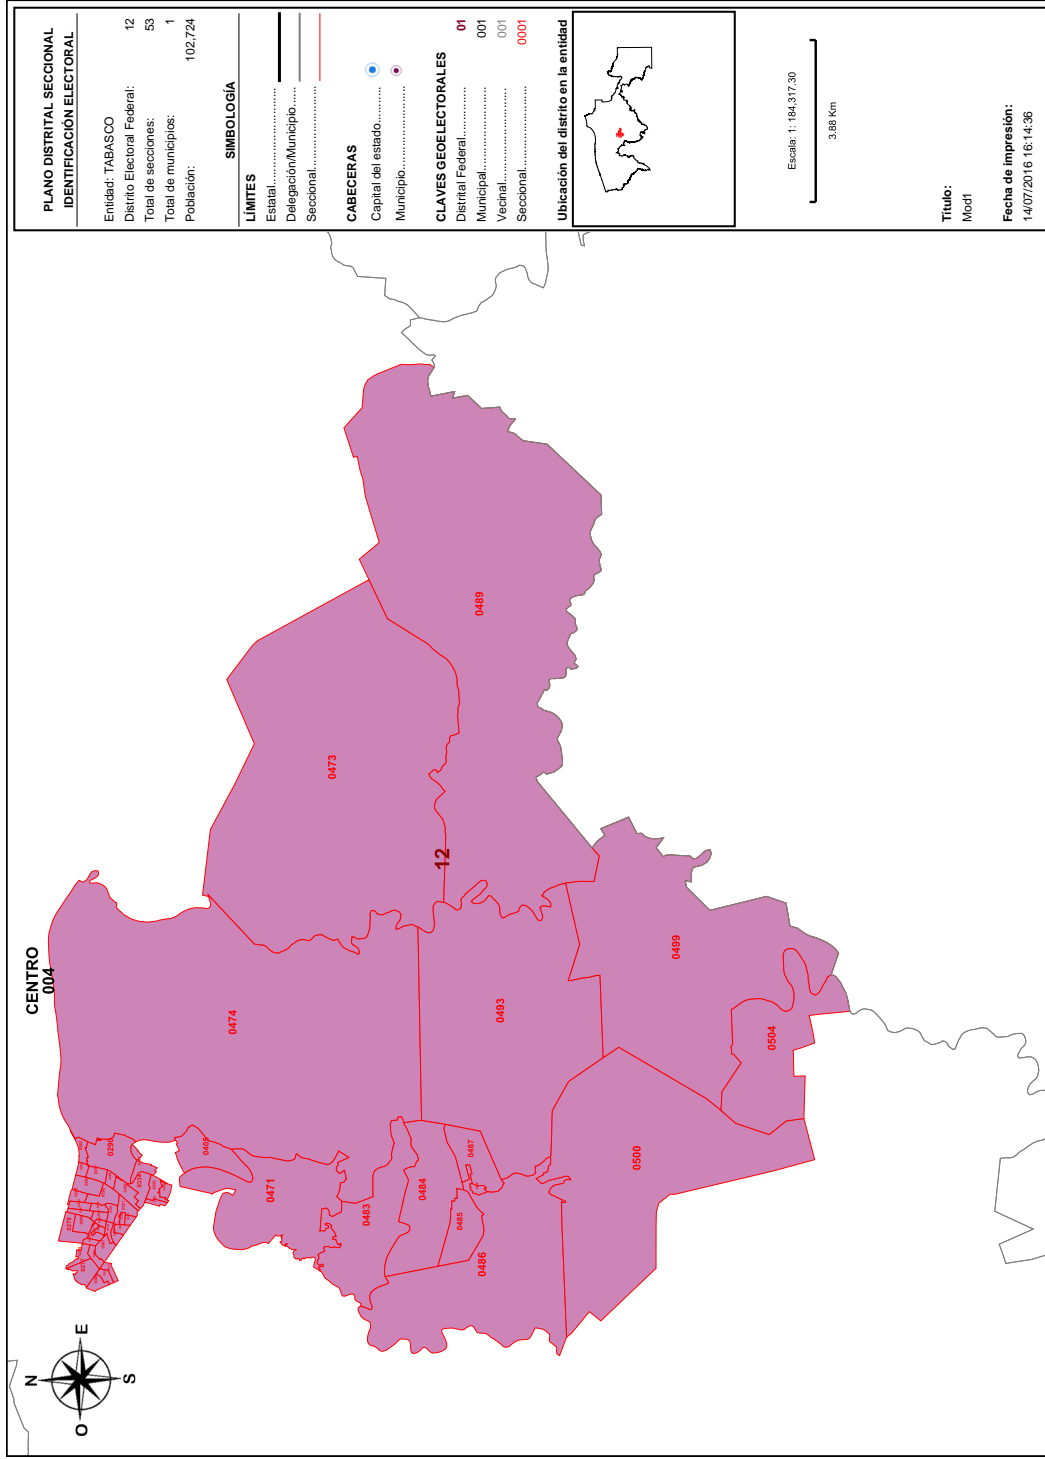 PLANO DISTRITAL SECCIONAL
IDENTIFICACIÓN ELECTORAL
Entidad: TABASCO
Distrito Electoral Federal: 12
Total de secciones: 53
Total de municipios: 1
Población: 102,724
SIMBOLOGÍA
LÍMITES
Estatal
Delegación/Municipio
Seccional
CABECERAS
Capital del estado
Municipio
CLAVES GEOELECTORALES
Distrital Federal 01
Municipal 001
Vecinal 001
Seccional 0001
Ubicación del distrito en la entidad
Escala: 1: 184,317.30
3.88 Km
Título:
Mod1
Fecha de impresión:
14/07/2016 16:14:36
CENTRO
004
N
O
E
S
12
0290
0405
0471
0473
0474
0483
0484
0485
0486
0487
0489
0493
0499
0500
0504